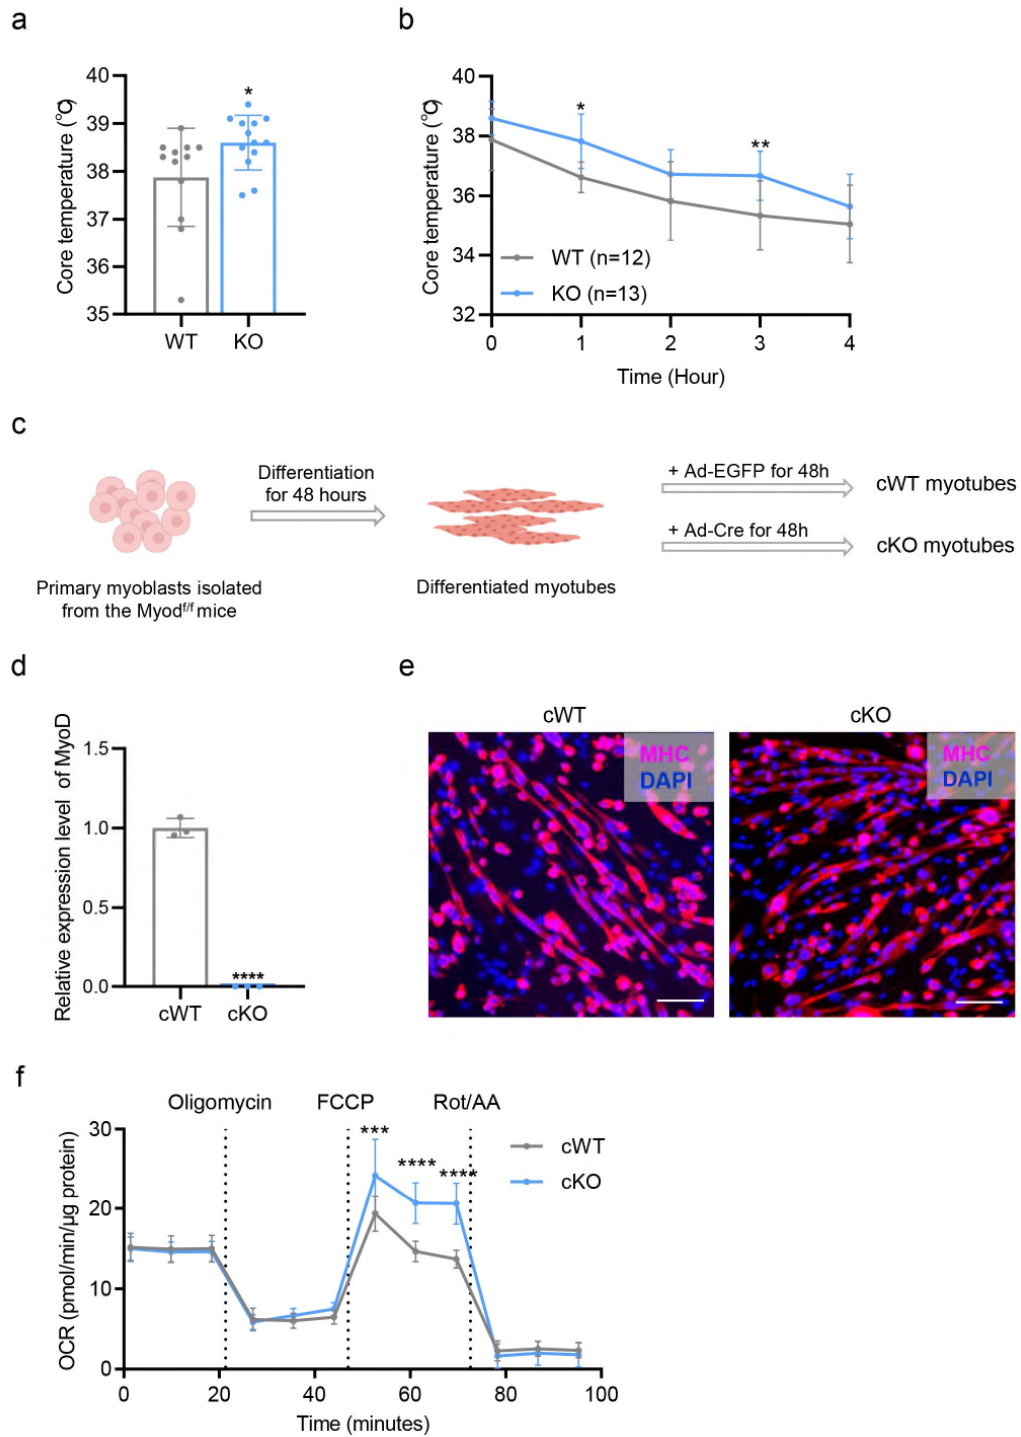 a
Core temperature (℃)
40
39
38
37
36
35
*
WT
KO
b
Core temperature (℃)
40
38
36
34
32
*
**
WT (n=12)
KO (n=13)
0
1
2
3
4
Time (Hour)
c
Differentiation
for 48 hours
+ Ad-EGFP for 48h
cWT myotubes
+ Ad-Cre for 48h
cKO myotubes
Primary myoblasts isolated
from the Myod^f/f mice
Differentiated myotubes
d
Relative expression level of MyoD
1.5
1.0
0.5
0.0
****
cWT
cKO
e
cWT
cKO
MHC
DAPI
MHC
DAPI
f
Oligomycin
FCCP
Rot/AA
OCR (pmol/min/μg protein)
30
20
10
0
***
****
****
cWT
cKO
0
20
40
60
80
100
Time (minutes)